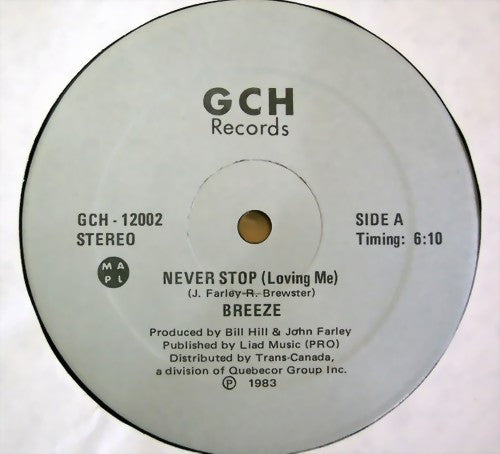 GCH
Records
GCH - 12002
STEREO
SIDE A
Timing: 6:10
M A
P L
NEVER STOP (Loving Me)
(J. Farley-R. Brewster)
BREEZE
Produced by Bill Hill & John Farley
Published by Liad Music (PRO)
Distributed by Trans-Canada,
a division of Quebecor Group Inc.
Ⓟ 1983